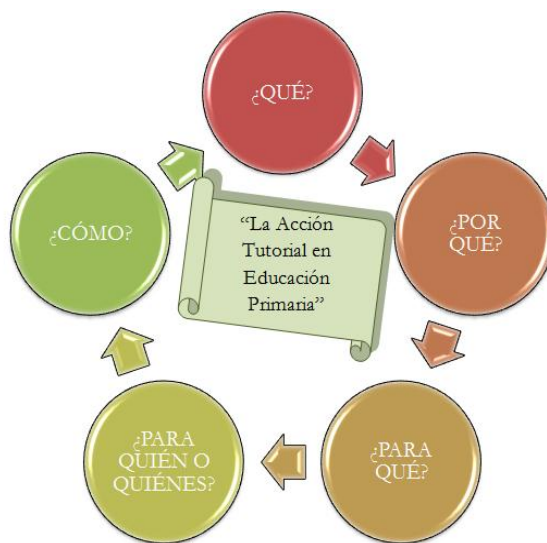 ¿QUÉ?
¿POR
QUÉ?
¿PARA
QUÉ?
¿PARA
QUIÉN O
QUIÉNES?
¿CÓMO?
“La Acción
Tutorial en
Educación
Primaria”